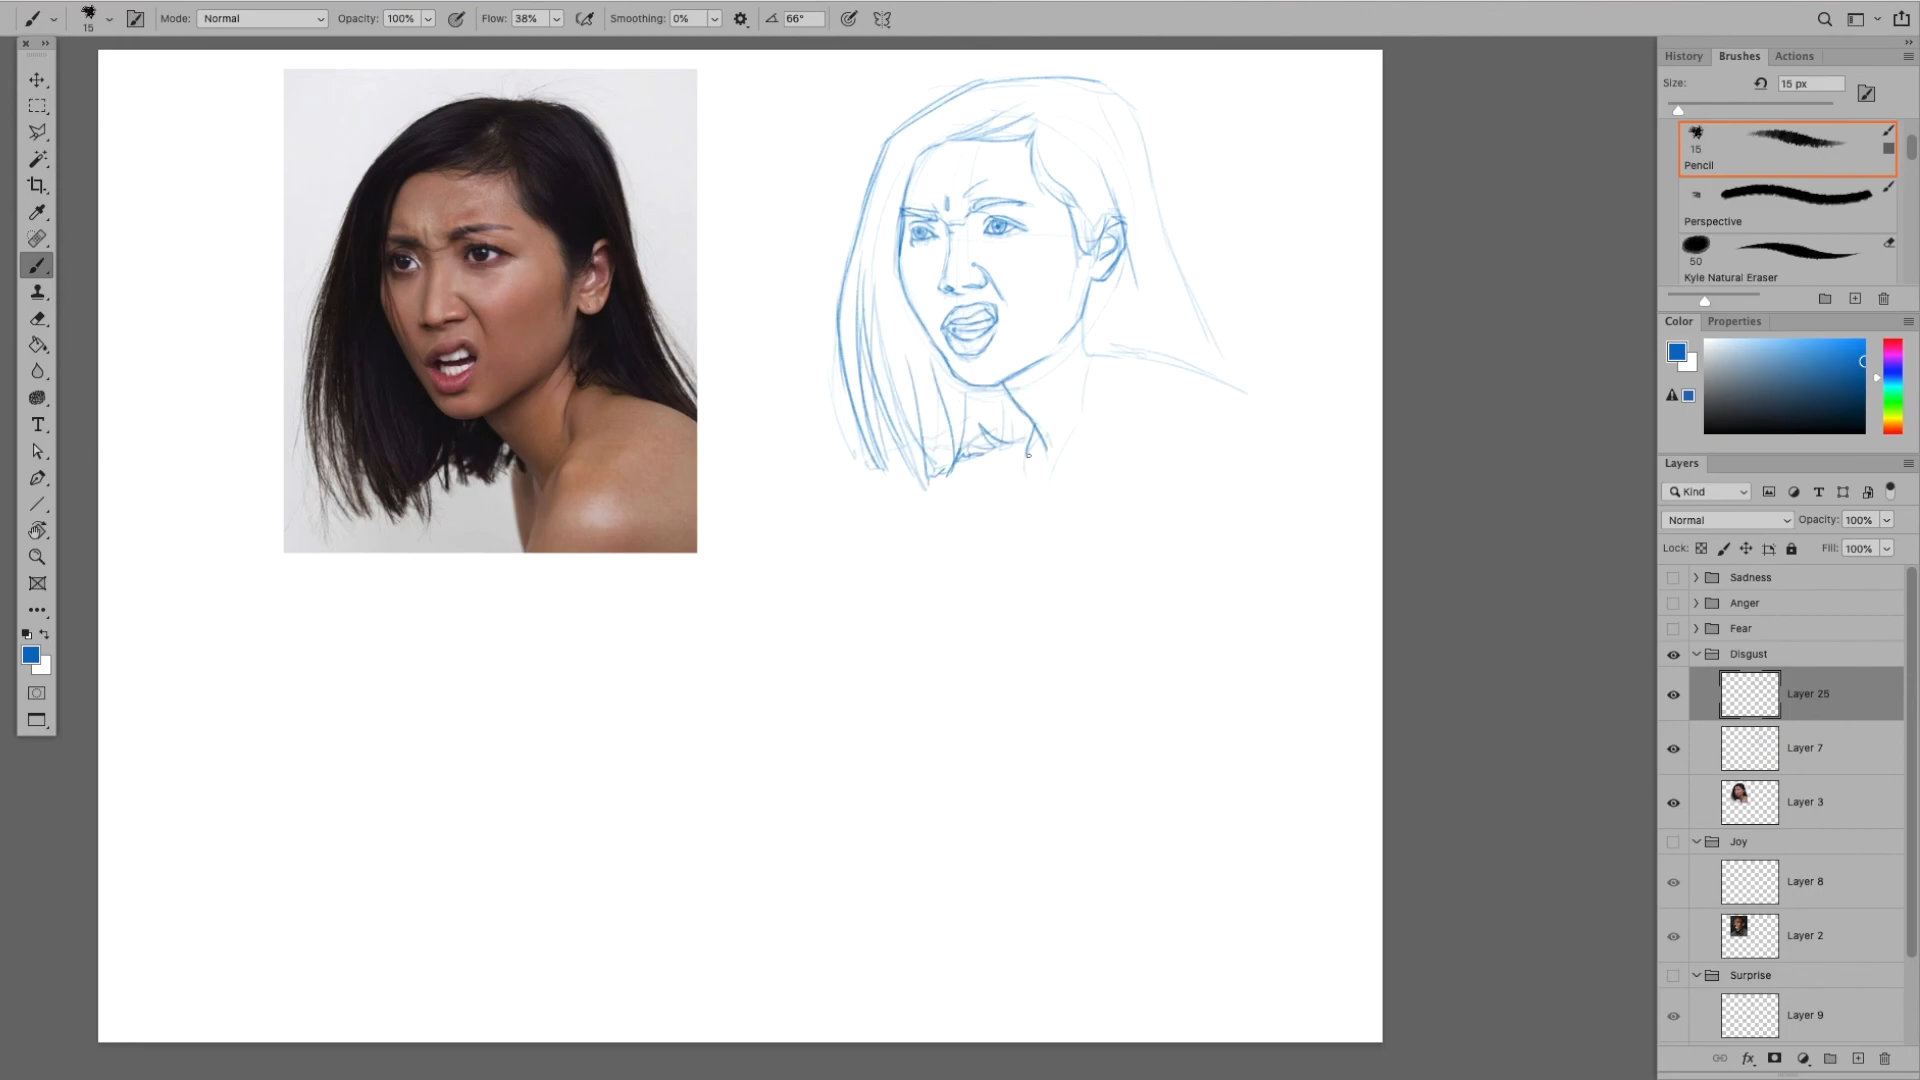 15
Mode: Normal
Opacity: 100%
Flow: 38%
Smoothing: 0%
66°
History Brushes Actions
Size: 15 px
15
Pencil
Perspective
50
Kyle Natural Eraser
Color Properties
Layers
Kind
Normal
Opacity: 100%
Lock:
Fill: 100%
Sadness
Anger
Fear
Disgust
Layer 25
Layer 7
Layer 3
Joy
Layer 8
Layer 2
Surprise
Layer 9
fx